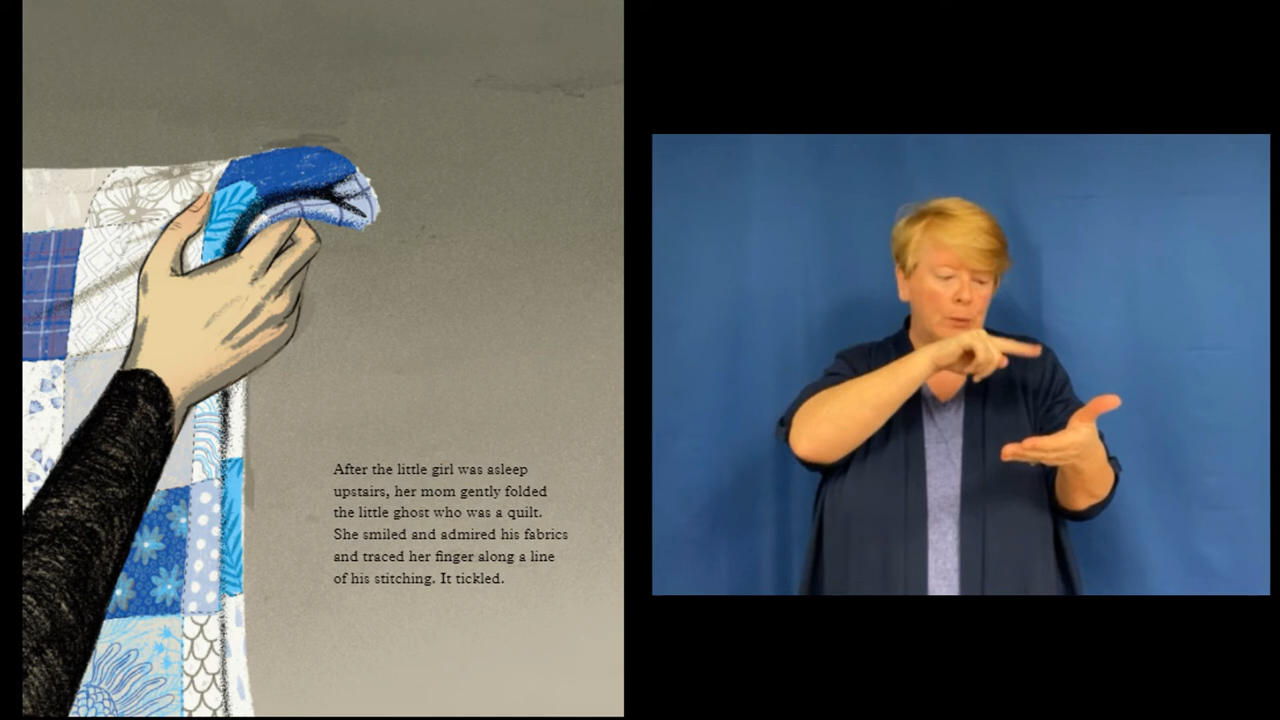 After the little girl was asleep
upstairs, her mom gently folded
the little ghost who was a quilt.
She smiled and admired his fabrics
and traced her finger along a line
of his stitching. It tickled.